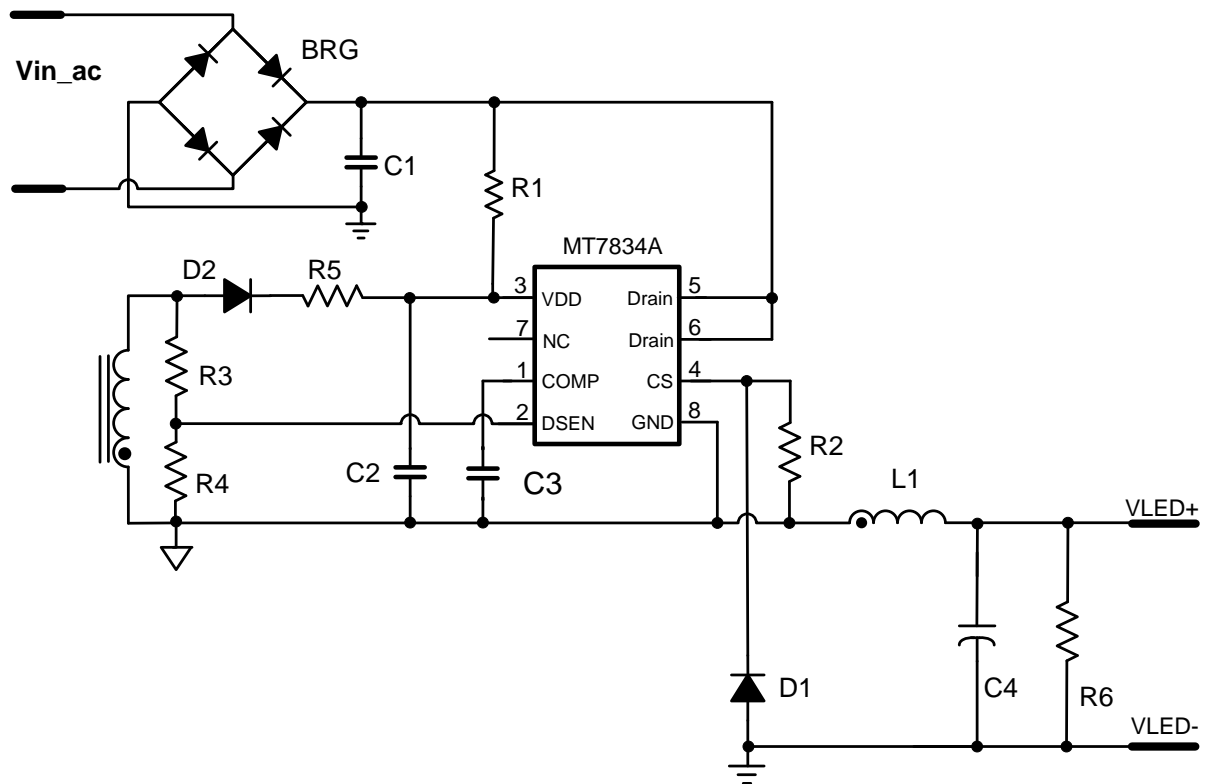 BRG
Vin_ac
C1
R1
MT7834A
D2
R5
3 VDD Drain 5
7 NC Drain 6
1 COMP CS 4
2 DSEN GND 8
R3
R4
C2
C3
R2
L1
VLED+
D1
C4
R6
VLED-